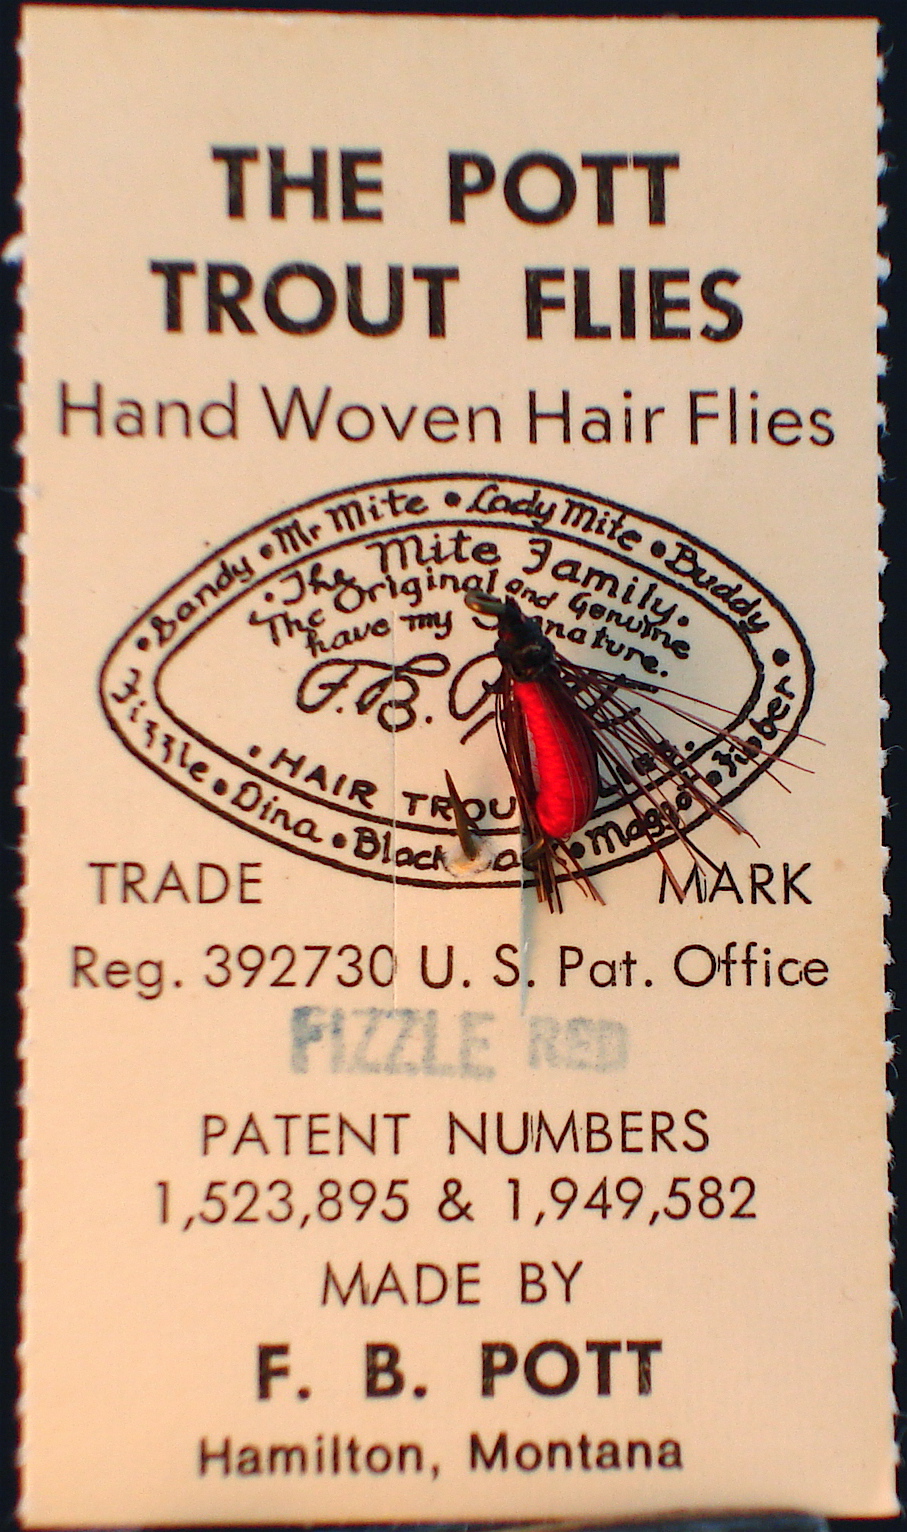 THE POTT
TROUT FLIES
Hand Woven Hair Flies
• Sandy • Mr Mite • Lady Mite • Buddy •
• The Mite Family •
The Original and Genuine
have my
F. B.
• HAIR
Fizzle • Dina • • Maggot • Fibber
TRADE MARK
Reg. 392730 U. S. Pat. Office
FIZZLE RED
PATENT NUMBERS
1,523,895 & 1,949,582
MADE BY
F. B. POTT
Hamilton, Montana